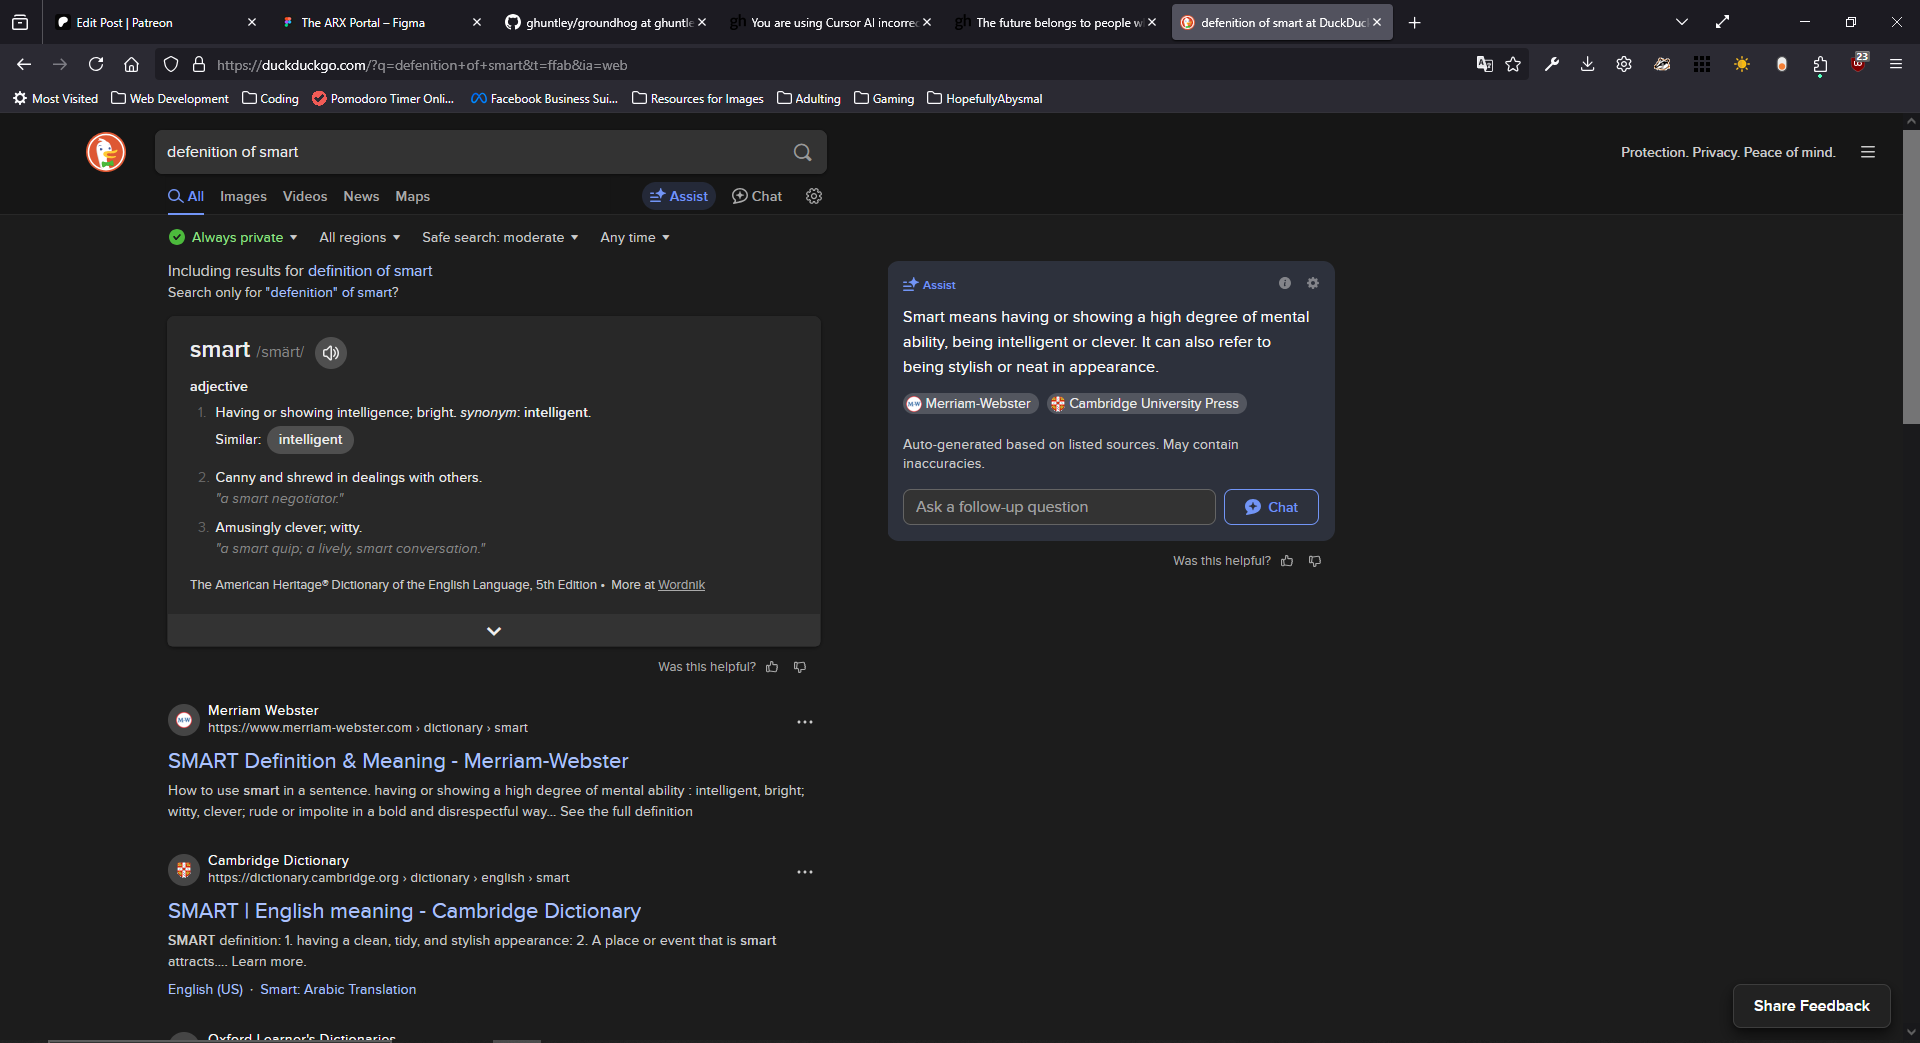 Edit Post | Patreon
The ARX Portal – Figma
ghuntley/groundhog at ghuntle
gh You are using Cursor AI incorrec
gh The future belongs to people w
defenition of smart at DuckDuc
https://duckduckgo.com/?q=defenition+of+smart&t=ffab&ia=web
23
Most Visited
Web Development
Coding
Pomodoro Timer Onli...
Facebook Business Sui...
Resources for Images
Adulting
Gaming
HopefullyAbysmal
defenition of smart
Protection. Privacy. Peace of mind.
All
Images
Videos
News
Maps
Assist
Chat
Always private
All regions
Safe search: moderate
Any time
Including results for definition of smart
Search only for "defenition" of smart?
smart /smärt/
adjective
1. Having or showing intelligence; bright. synonym: intelligent.
Similar: intelligent
2. Canny and shrewd in dealings with others.
"a smart negotiator."
3. Amusingly clever; witty.
"a smart quip; a lively, smart conversation."
The American Heritage® Dictionary of the English Language, 5th Edition • More at Wordnik
Was this helpful?
Assist
Smart means having or showing a high degree of mental
ability, being intelligent or clever. It can also refer to
being stylish or neat in appearance.
Merriam-Webster
Cambridge University Press
Auto-generated based on listed sources. May contain
inaccuracies.
Ask a follow-up question
Chat
Was this helpful?
Merriam Webster
https://www.merriam-webster.com › dictionary › smart
SMART Definition & Meaning - Merriam-Webster
How to use smart in a sentence. having or showing a high degree of mental ability : intelligent, bright;
witty, clever; rude or impolite in a bold and disrespectful way... See the full definition
Cambridge Dictionary
https://dictionary.cambridge.org › dictionary › english › smart
SMART | English meaning - Cambridge Dictionary
SMART definition: 1. having a clean, tidy, and stylish appearance: 2. A place or event that is smart
attracts.... Learn more.
English (US) · Smart: Arabic Translation
Oxford Learner's Dictionaries
Share Feedback